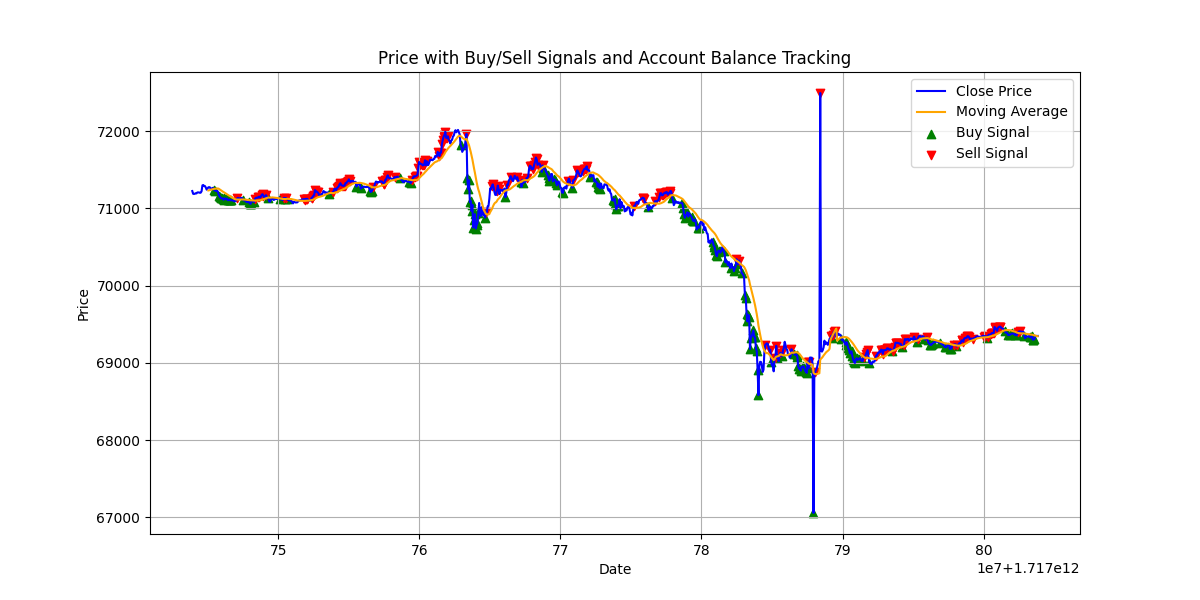 Price with Buy/Sell Signals and Account Balance Tracking
Close Price
Moving Average
Buy Signal
Sell Signal
72000
71000
70000
69000
68000
67000
Price
75 76 77 78 79 80
Date
1e7+1.717e12